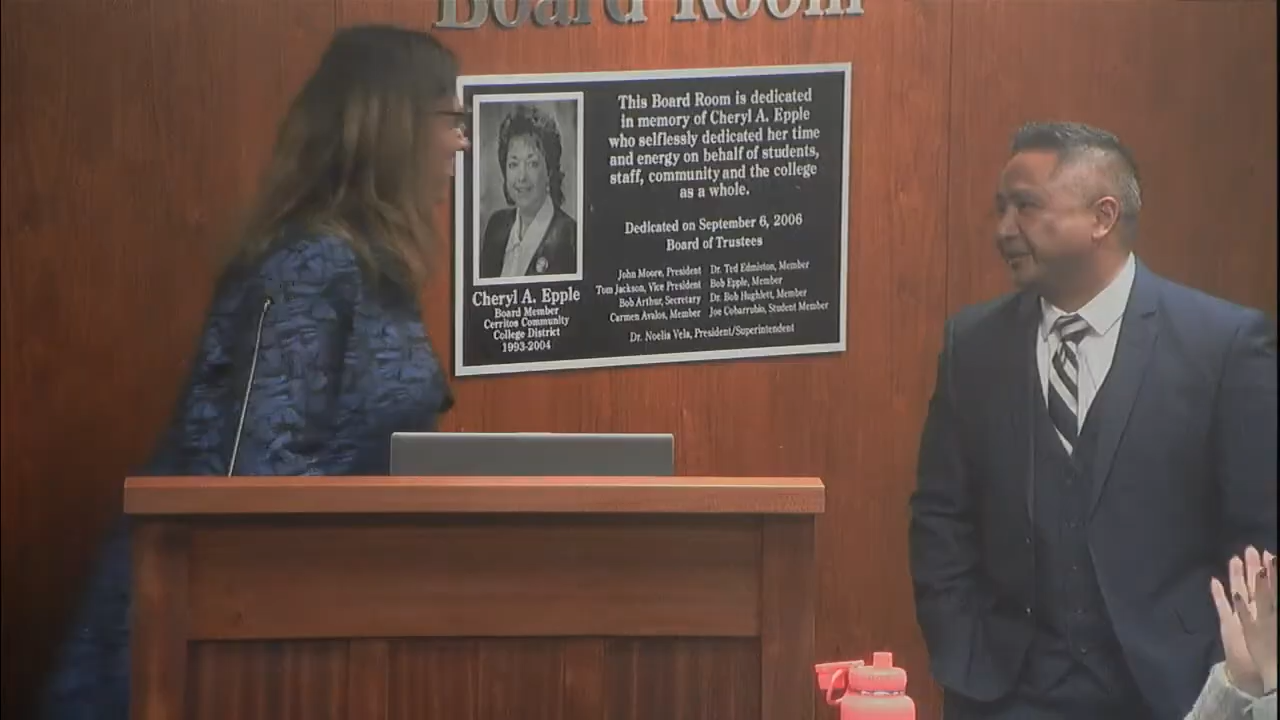 Board Room
This Board Room is dedicated
in memory of Cheryl A. Epple
who selflessly dedicated her time
and energy on behalf of students,
staff, community and the college
as a whole.
Dedicated on September 6, 2006
Board of Trustees
John Moore, President Dr. Ted Edmiston, Member
Tom Jackson, Vice President Bob Epple, Member
Bob Arthur, Secretary Dr. Bob Hughlett, Member
Carmen Avalos, Member Joe Cobarrubio, Student Member
Dr. Noelia Vela, President/Superintendent
Cheryl A. Epple
Board Member
Cerritos Community
College District
1993-2004